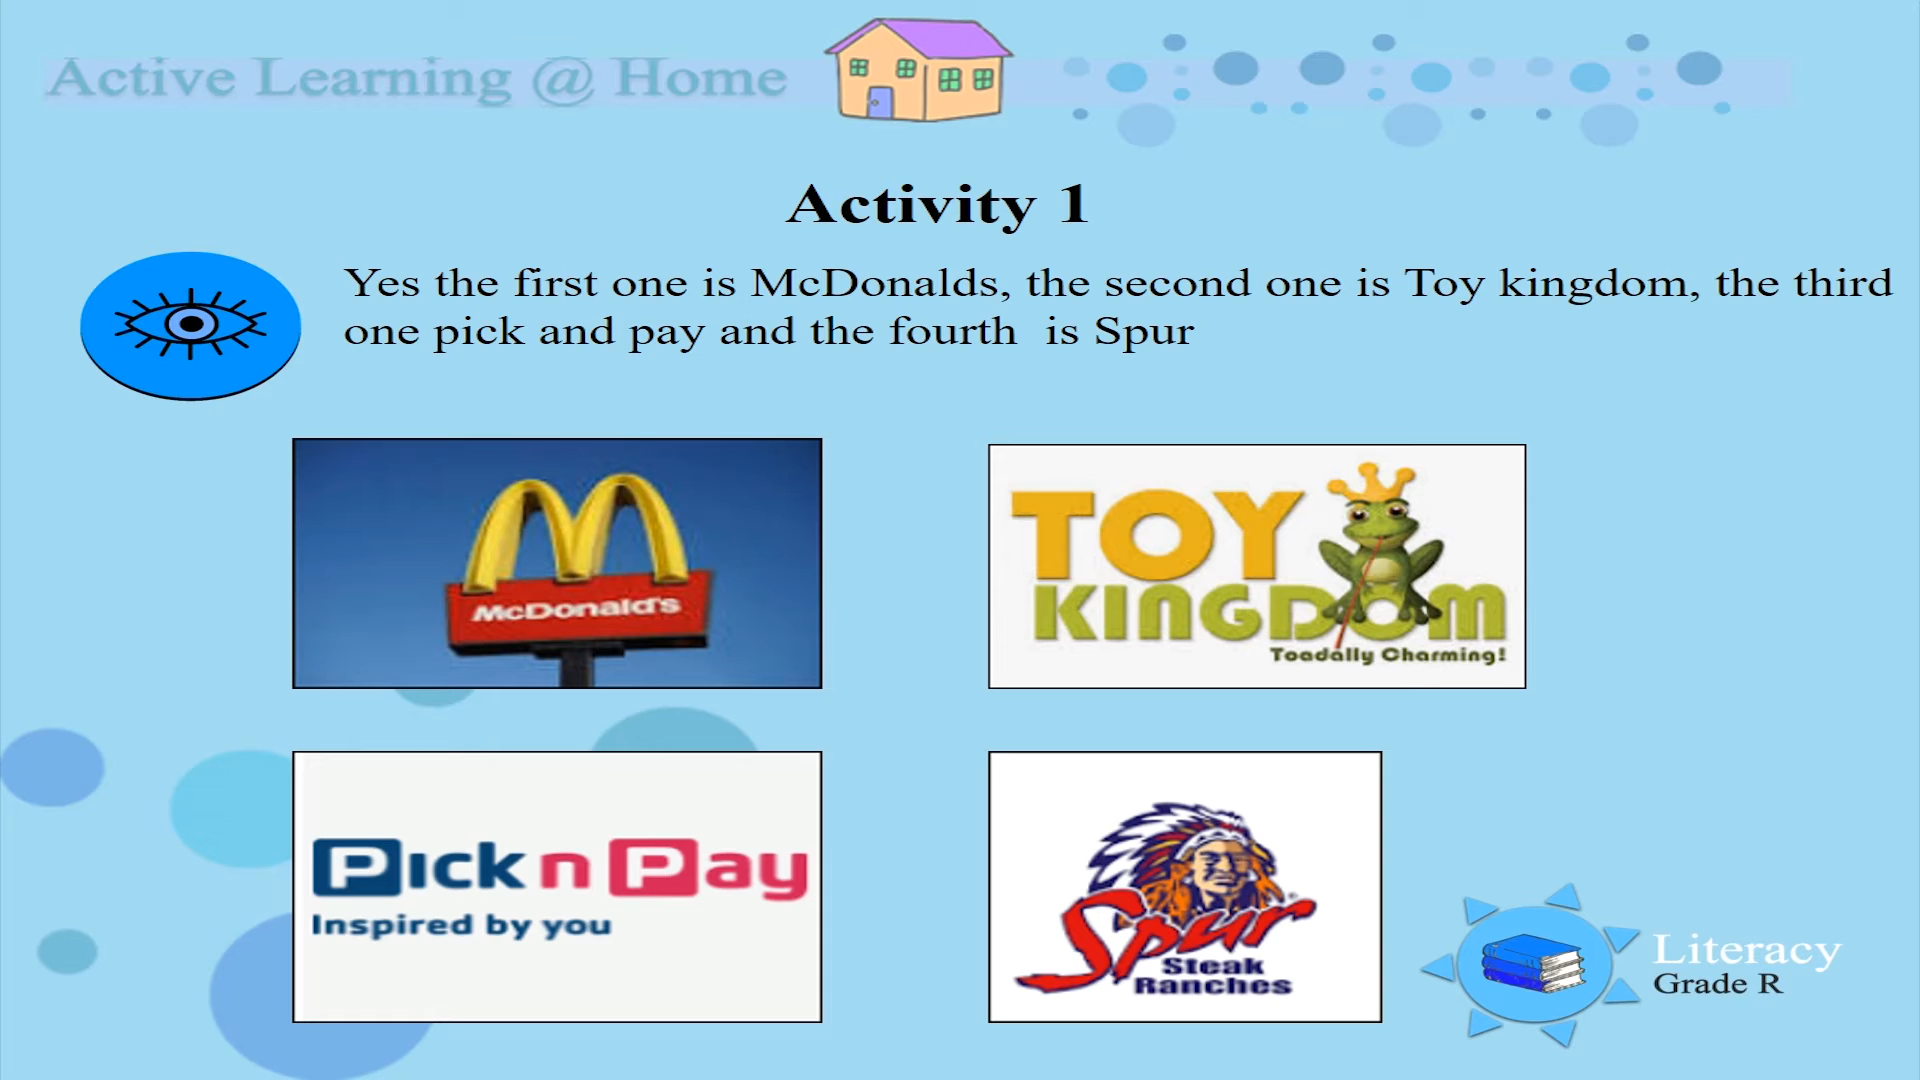 Active Learning @ Home
Activity 1
Yes the first one is McDonalds, the second one is Toy kingdom, the third
one pick and pay and the fourth is Spur
McDonald's
TOY
KINGDOM
Toadally Charming!
Pick n Pay
Inspired by you
Spur
Steak
Ranches
Literacy
Grade R